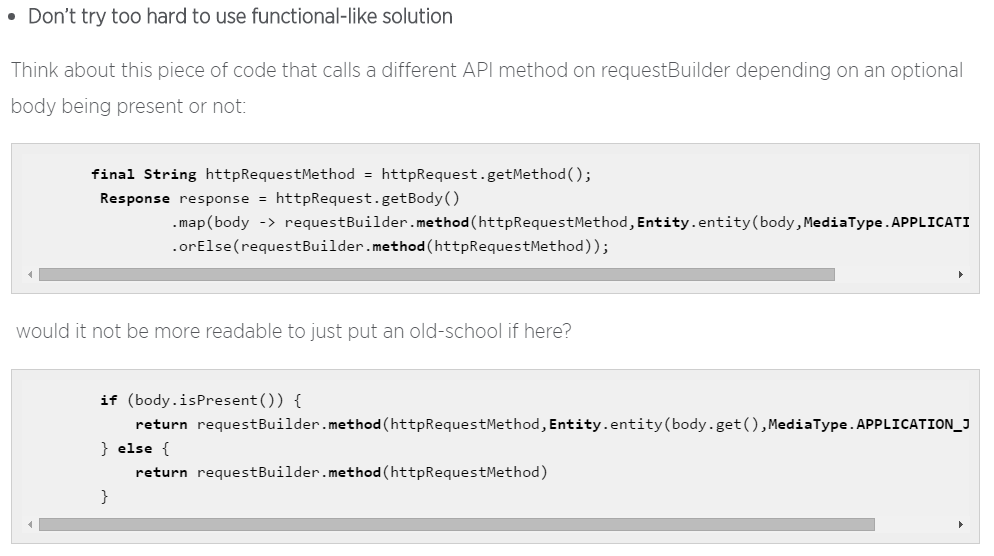 • Don’t try too hard to use functional-like solution
Think about this piece of code that calls a different API method on requestBuilder depending on an optional
body being present or not:
final String httpRequestMethod = httpRequest.getMethod();
Response response = httpRequest.getBody()
.map(body -> requestBuilder.method(httpRequestMethod,Entity.entity(body,MediaType.APPLICATI
.orElse(requestBuilder.method(httpRequestMethod));
would it not be more readable to just put an old-school if here?
if (body.isPresent()) {
return requestBuilder.method(httpRequestMethod,Entity.entity(body.get(),MediaType.APPLICATION_J
} else {
return requestBuilder.method(httpRequestMethod)
}